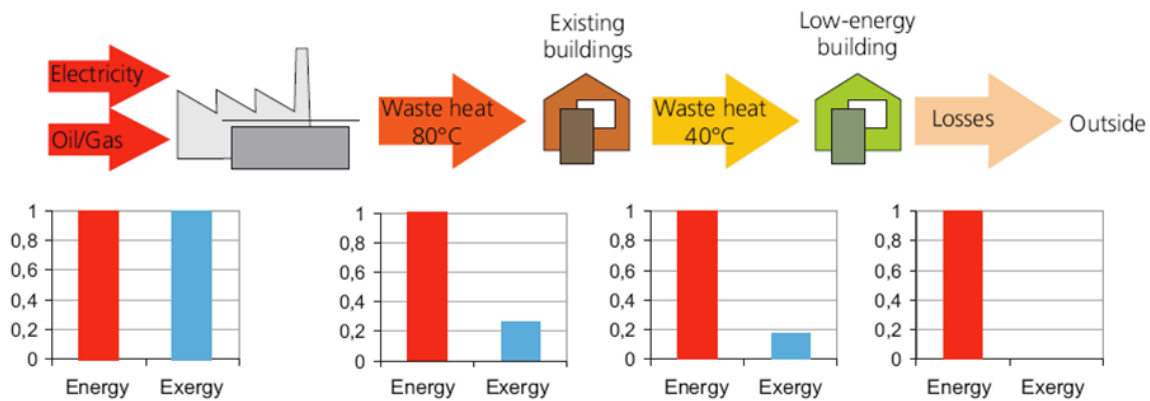 Electricity
Oil/Gas
Waste heat
80°C
Existing
buildings
Waste heat
40°C
Low-energy
building
Losses
Outside
1
0,8
0,6
0,4
0,2
0
Energy Exergy
1
0,8
0,6
0,4
0,2
0
Energy Exergy
1
0,8
0,6
0,4
0,2
0
Energy Exergy
1
0,8
0,6
0,4
0,2
0
Energy Exergy